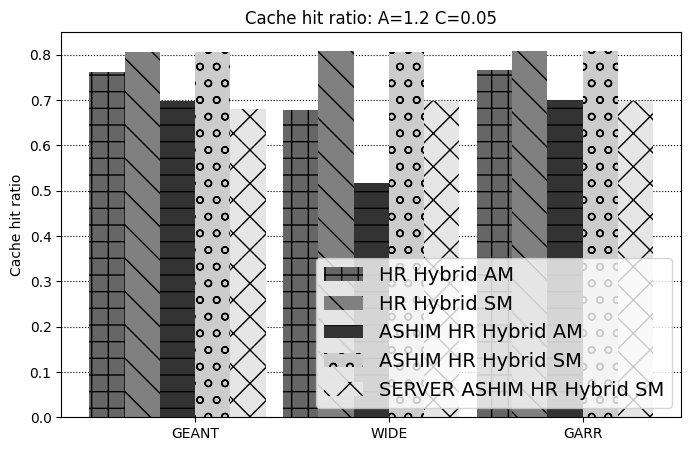 Cache hit ratio: A=1.2 C=0.05
Cache hit ratio
0.8
0.7
0.6
0.5
0.4
0.3
0.2
0.1
0.0
HR Hybrid AM
HR Hybrid SM
ASHIM HR Hybrid AM
ASHIM HR Hybrid SM
SERVER ASHIM HR Hybrid SM
GEANT
WIDE
GARR